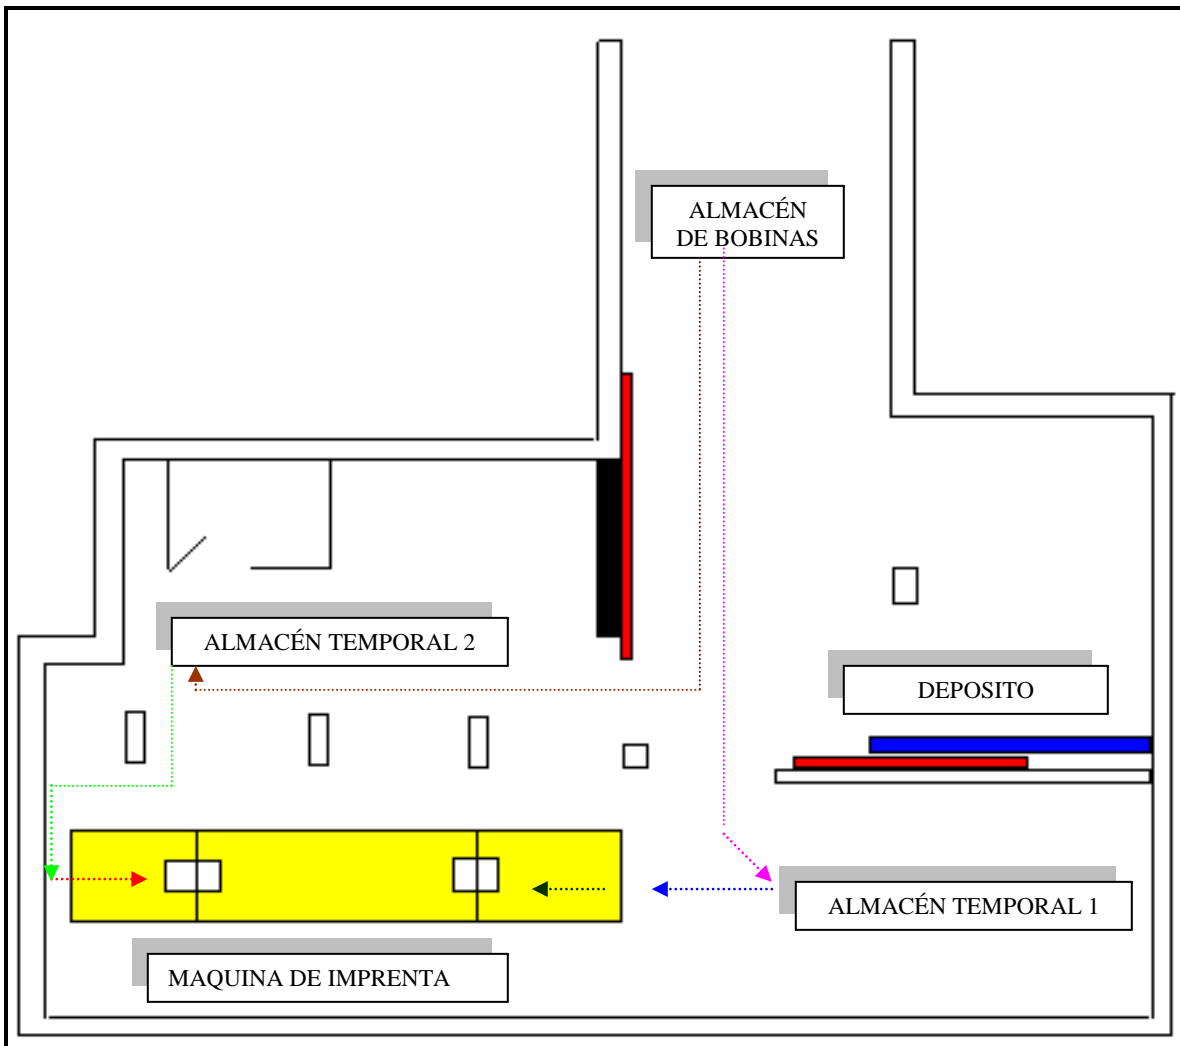 ALMACÉN
DE BOBINAS
ALMACÉN TEMPORAL 2
DEPOSITO
ALMACÉN TEMPORAL 1
MAQUINA DE IMPRENTA